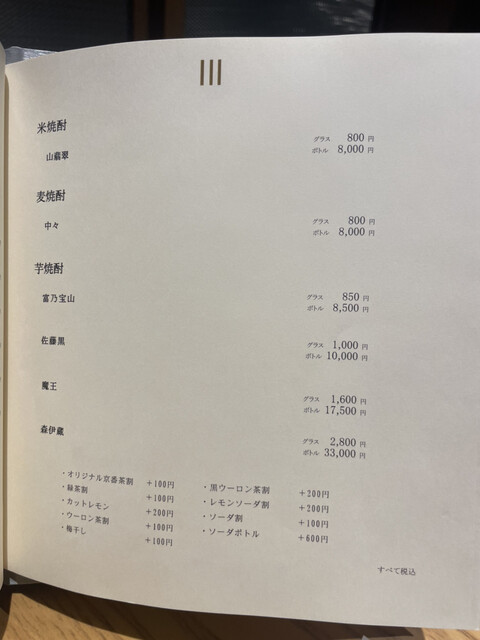 米焼酎
山翡翠 グラス 800 円
ボトル 8,000 円
麦焼酎
中々 グラス 800 円
ボトル 8,000 円
芋焼酎
富乃宝山 グラス 850 円
ボトル 8,500 円
佐藤黒 グラス 1,000 円
ボトル 10,000 円
魔王 グラス 1,600 円
ボトル 17,500 円
森伊蔵 グラス 2,800 円
ボトル 33,000 円
・オリジナル京番茶割 +100円
・緑茶割 +100円
・カットレモン +200円
・ウーロン茶割 +100円
・梅干し +100円
・黒ウーロン茶割 +200円
・レモンソーダ割 +200円
・ソーダ割 +100円
・ソーダボトル +600円
すべて税込